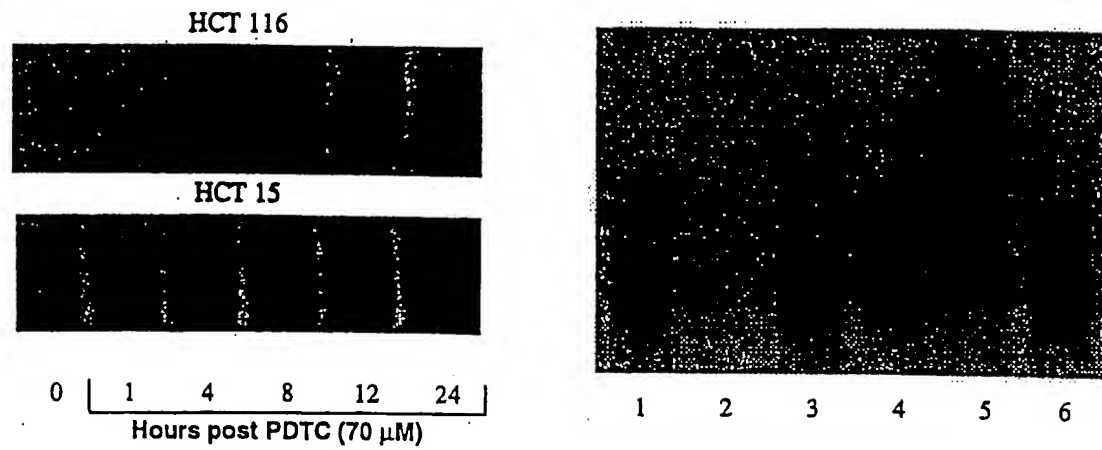 HCT 116
HCT 15
0 1 4 8 12 24
Hours post PDTC (70 μM)
1 2 3 4 5 6